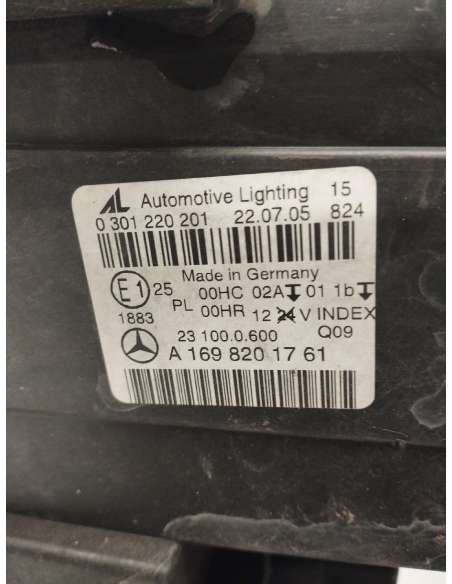 AL Automotive Lighting 15
0 301 220 201 22.07.05 824
Made in Germany
E1 25 00HC 02A 01 1b
1883 PL 00HR 12 24 V INDEX
23 100.0.600 Q09
A 169 820 17 61